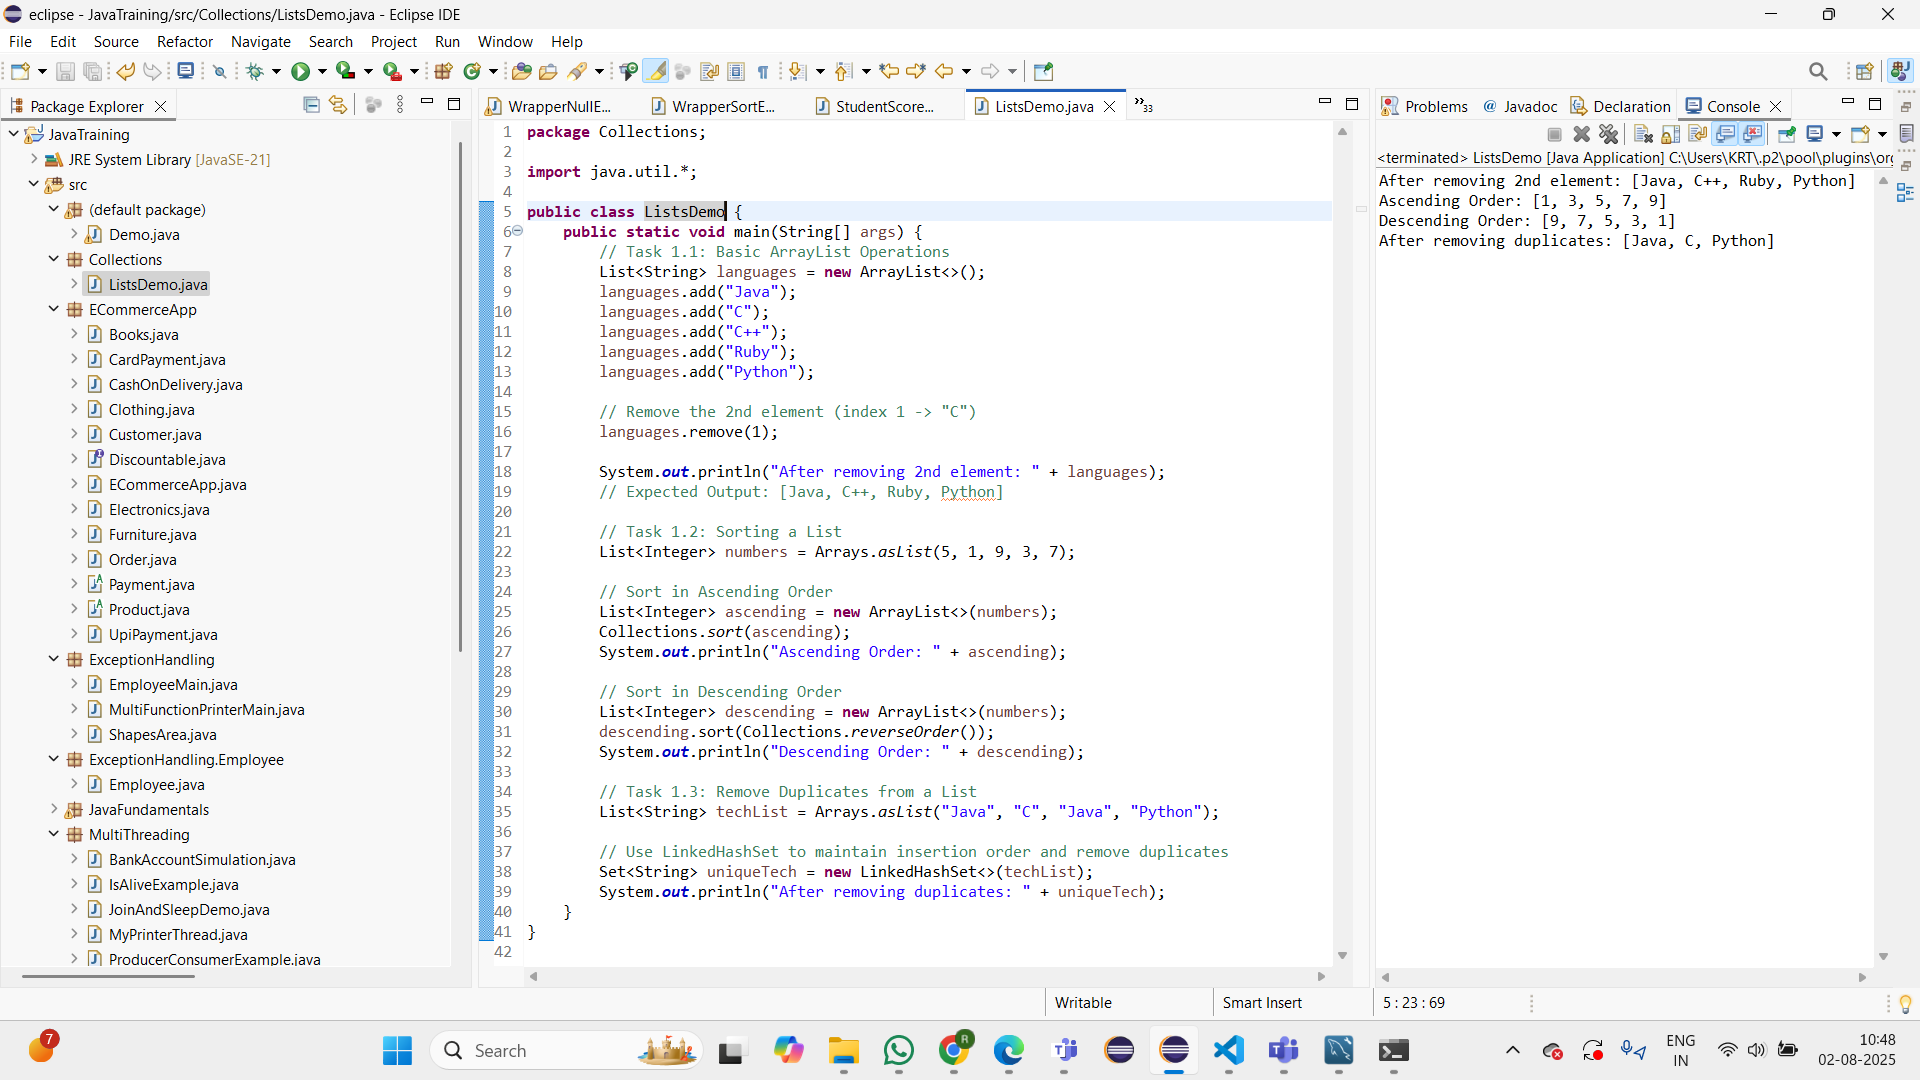 eclipse - JavaTraining/src/Collections/ListsDemo.java - Eclipse IDE
File Edit Source Refactor Navigate Search Project Run Window Help
Package Explorer
JavaTraining
JRE System Library [JavaSE-21]
src
(default package)
Demo.java
Collections
ListsDemo.java
ECommerceApp
Books.java
CardPayment.java
CashOnDelivery.java
Clothing.java
Customer.java
Discountable.java
ECommerceApp.java
Electronics.java
Furniture.java
Order.java
Payment.java
Product.java
UpiPayment.java
ExceptionHandling
EmployeeMain.java
MultiFunctionPrinterMain.java
ShapesArea.java
ExceptionHandling.Employee
Employee.java
JavaFundamentals
MultiThreading
BankAccountSimulation.java
IsAliveExample.java
JoinAndSleepDemo.java
MyPrinterThread.java
ProducerConsumerExample.java
WrapperNullE... WrapperSortE... StudentScore... ListsDemo.java »33
1 package Collections;
2
3 import java.util.*;
4
5 public class ListsDemo {
6 public static void main(String[] args) {
7 // Task 1.1: Basic ArrayList Operations
8 List<String> languages = new ArrayList<>();
9 languages.add("Java");
10 languages.add("C");
11 languages.add("C++");
12 languages.add("Ruby");
13 languages.add("Python");
14
15 // Remove the 2nd element (index 1 -> "C")
16 languages.remove(1);
17
18 System.out.println("After removing 2nd element: " + languages);
19 // Expected Output: [Java, C++, Ruby, Python]
20
21 // Task 1.2: Sorting a List
22 List<Integer> numbers = Arrays.asList(5, 1, 9, 3, 7);
23
24 // Sort in Ascending Order
25 List<Integer> ascending = new ArrayList<>(numbers);
26 Collections.sort(ascending);
27 System.out.println("Ascending Order: " + ascending);
28
29 // Sort in Descending Order
30 List<Integer> descending = new ArrayList<>(numbers);
31 descending.sort(Collections.reverseOrder());
32 System.out.println("Descending Order: " + descending);
33
34 // Task 1.3: Remove Duplicates from a List
35 List<String> techList = Arrays.asList("Java", "C", "Java", "Python");
36
37 // Use LinkedHashSet to maintain insertion order and remove duplicates
38 Set<String> uniqueTech = new LinkedHashSet<>(techList);
39 System.out.println("After removing duplicates: " + uniqueTech);
40 }
41 }
42
Problems @ Javadoc Declaration Console
<terminated> ListsDemo [Java Application] C:\Users\KRT\.p2\pool\plugins\org
After removing 2nd element: [Java, C++, Ruby, Python]
Ascending Order: [1, 3, 5, 7, 9]
Descending Order: [9, 7, 5, 3, 1]
After removing duplicates: [Java, C, Python]
Writable Smart Insert 5 : 23 : 69
7
Search
R
ENG
IN
10:48
02-08-2025